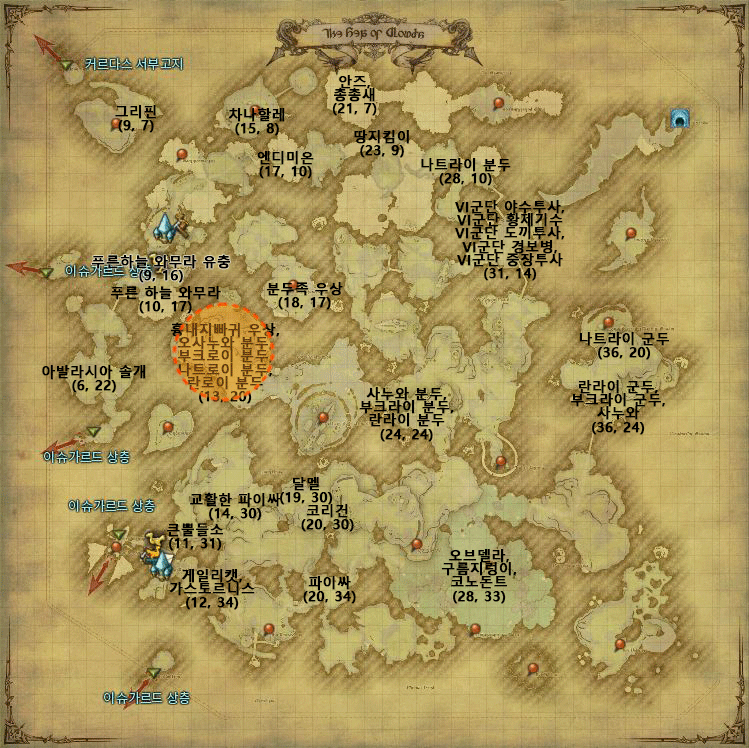 커르다스 서부고지
그리핀
(9, 7)
차나할레
(15, 8)
안즈,
총총새
(21, 7)
땅지킴이
(23, 9)
엔디미온
(17, 10)
나트라이 분두
(28, 10)
VI군단 야수투사,
VI군단 황제기수
VI군단 도끼투사,
VI군단 경보병,
VI군단 중장투사
(31, 14)
푸른하늘 와무라 유충
(9, 16)
이슈가르드 상층
푸른 하늘 와무라
(10, 17)
분두족 우상
(18, 17)
흉내지빠귀 우상,
오사누와 분두,
부크로이 분두,
나트로이 분두,
란로이 분두
(13, 20)
나트라이 군두
(36, 20)
아발라시아 솔개
(6, 22)
란라이 군두,
부크라이 군두,
사누와
(36, 24)
사누와 분두,
부크라이 분두,
란라이 분두
(24, 24)
이슈가르드 상층
이슈가르드 상층
달멜
(19, 30)
교활한 파이싸
(14, 30)
코리건
(20, 30)
큰뿔들소
(11, 31)
게일리캣,
가스토르니스
(12, 34)
파이싸
(20, 34)
오브델라,
구름지렁이,
코노돈트
(28, 33)
이슈가르드 상층